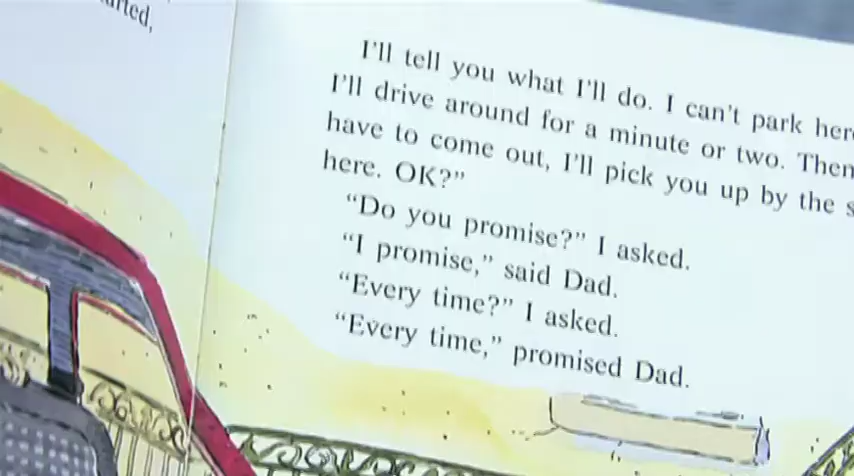 I'll tell you what I'll do. I can't park
I'll drive around for a minute or two. Then
have to come out, I'll pick you up by the
here. OK?"
"Do you promise?" I asked.
"I promise," said Dad.
"Every time?" I asked.
"Every time," promised Dad.